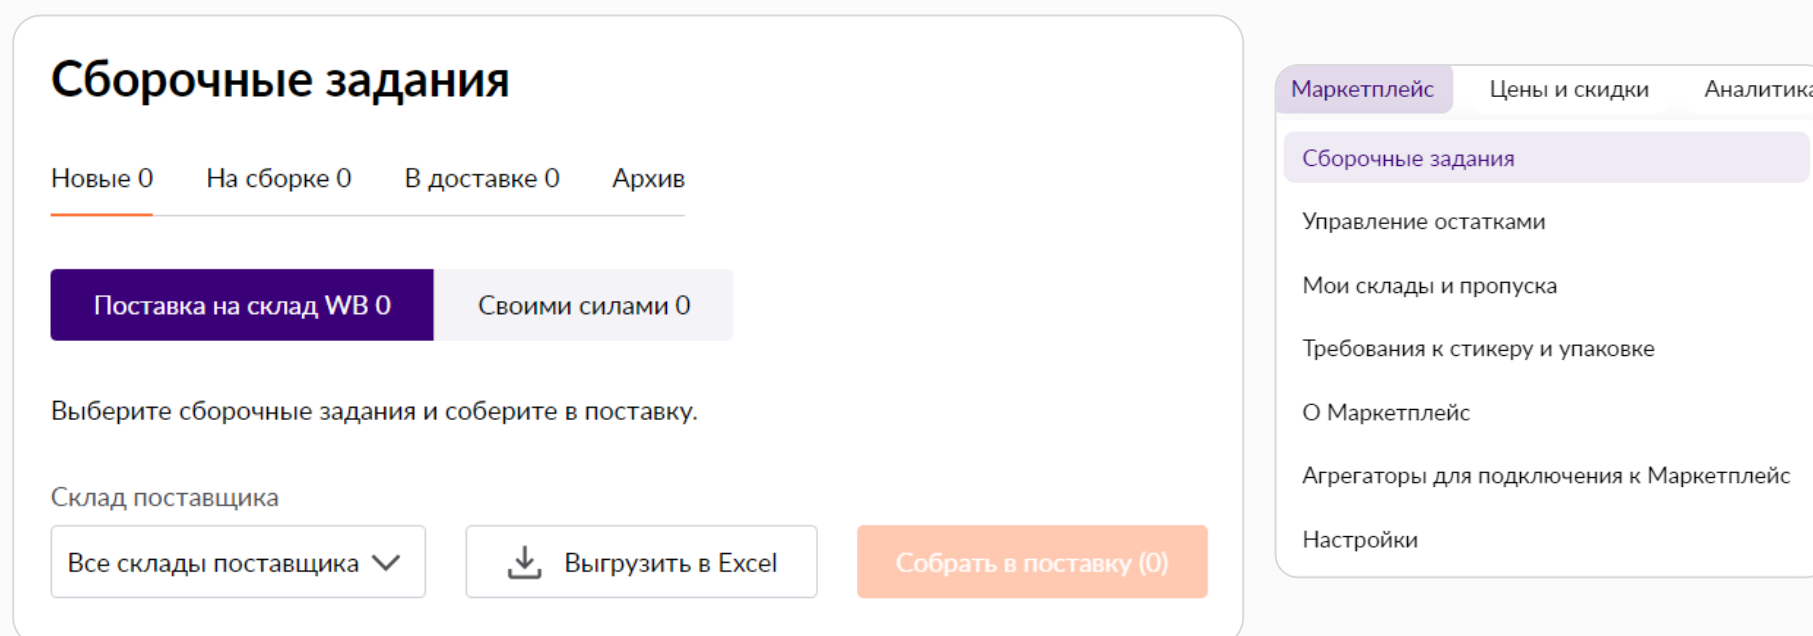 Сборочные задания
Новые 0 На сборке 0 В доставке 0 Архив
Поставка на склад WB 0 Своими силами 0
Выберите сборочные задания и соберите в поставку.
Склад поставщика
Все склады поставщика Выгрузить в Excel Собрать в поставку (0)
Маркетплейс Цены и скидки Аналитика
Сборочные задания
Управление остатками
Мои склады и пропуска
Требования к стикеру и упаковке
О Маркетплейс
Агрегаторы для подключения к Маркетплейс
Настройки